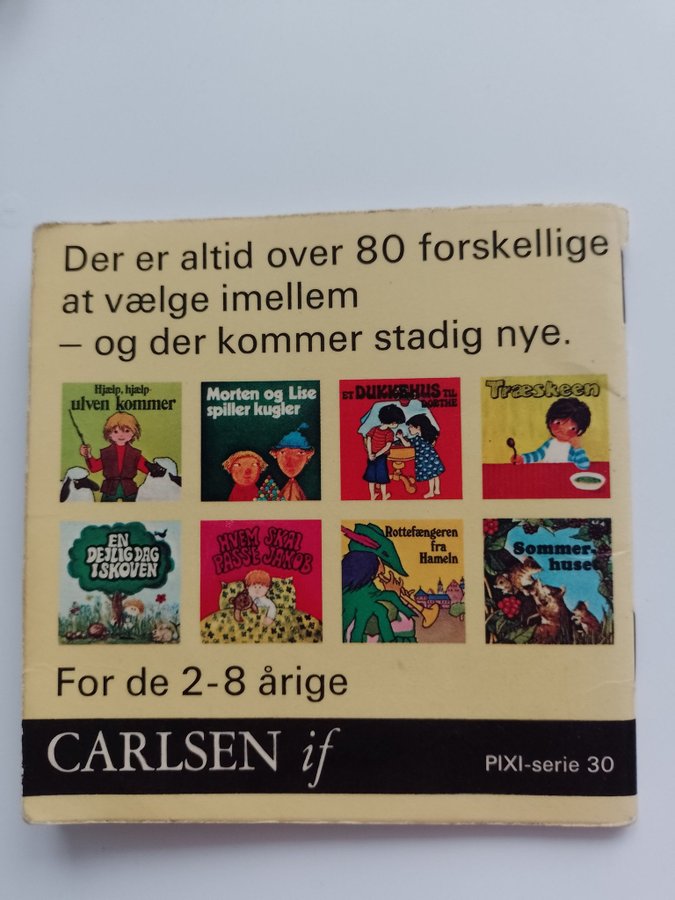 Der er altid over 80 forskellige
at vælge imellem
– og der kommer stadig nye.
Hjælp, hjælp
ulven kommer
Morten og Lise
spiller kugler
ET DUKKEHUS TIL
DORTHE
Træskeen
EN
DEJLIG DAG
I SKOVEN
HVEM SKAL
PASSE JAKOB
Rottefængeren
fra
Hameln
Sommer-
huset
For de 2-8 årige
CARLSEN if
PIXI-serie 30